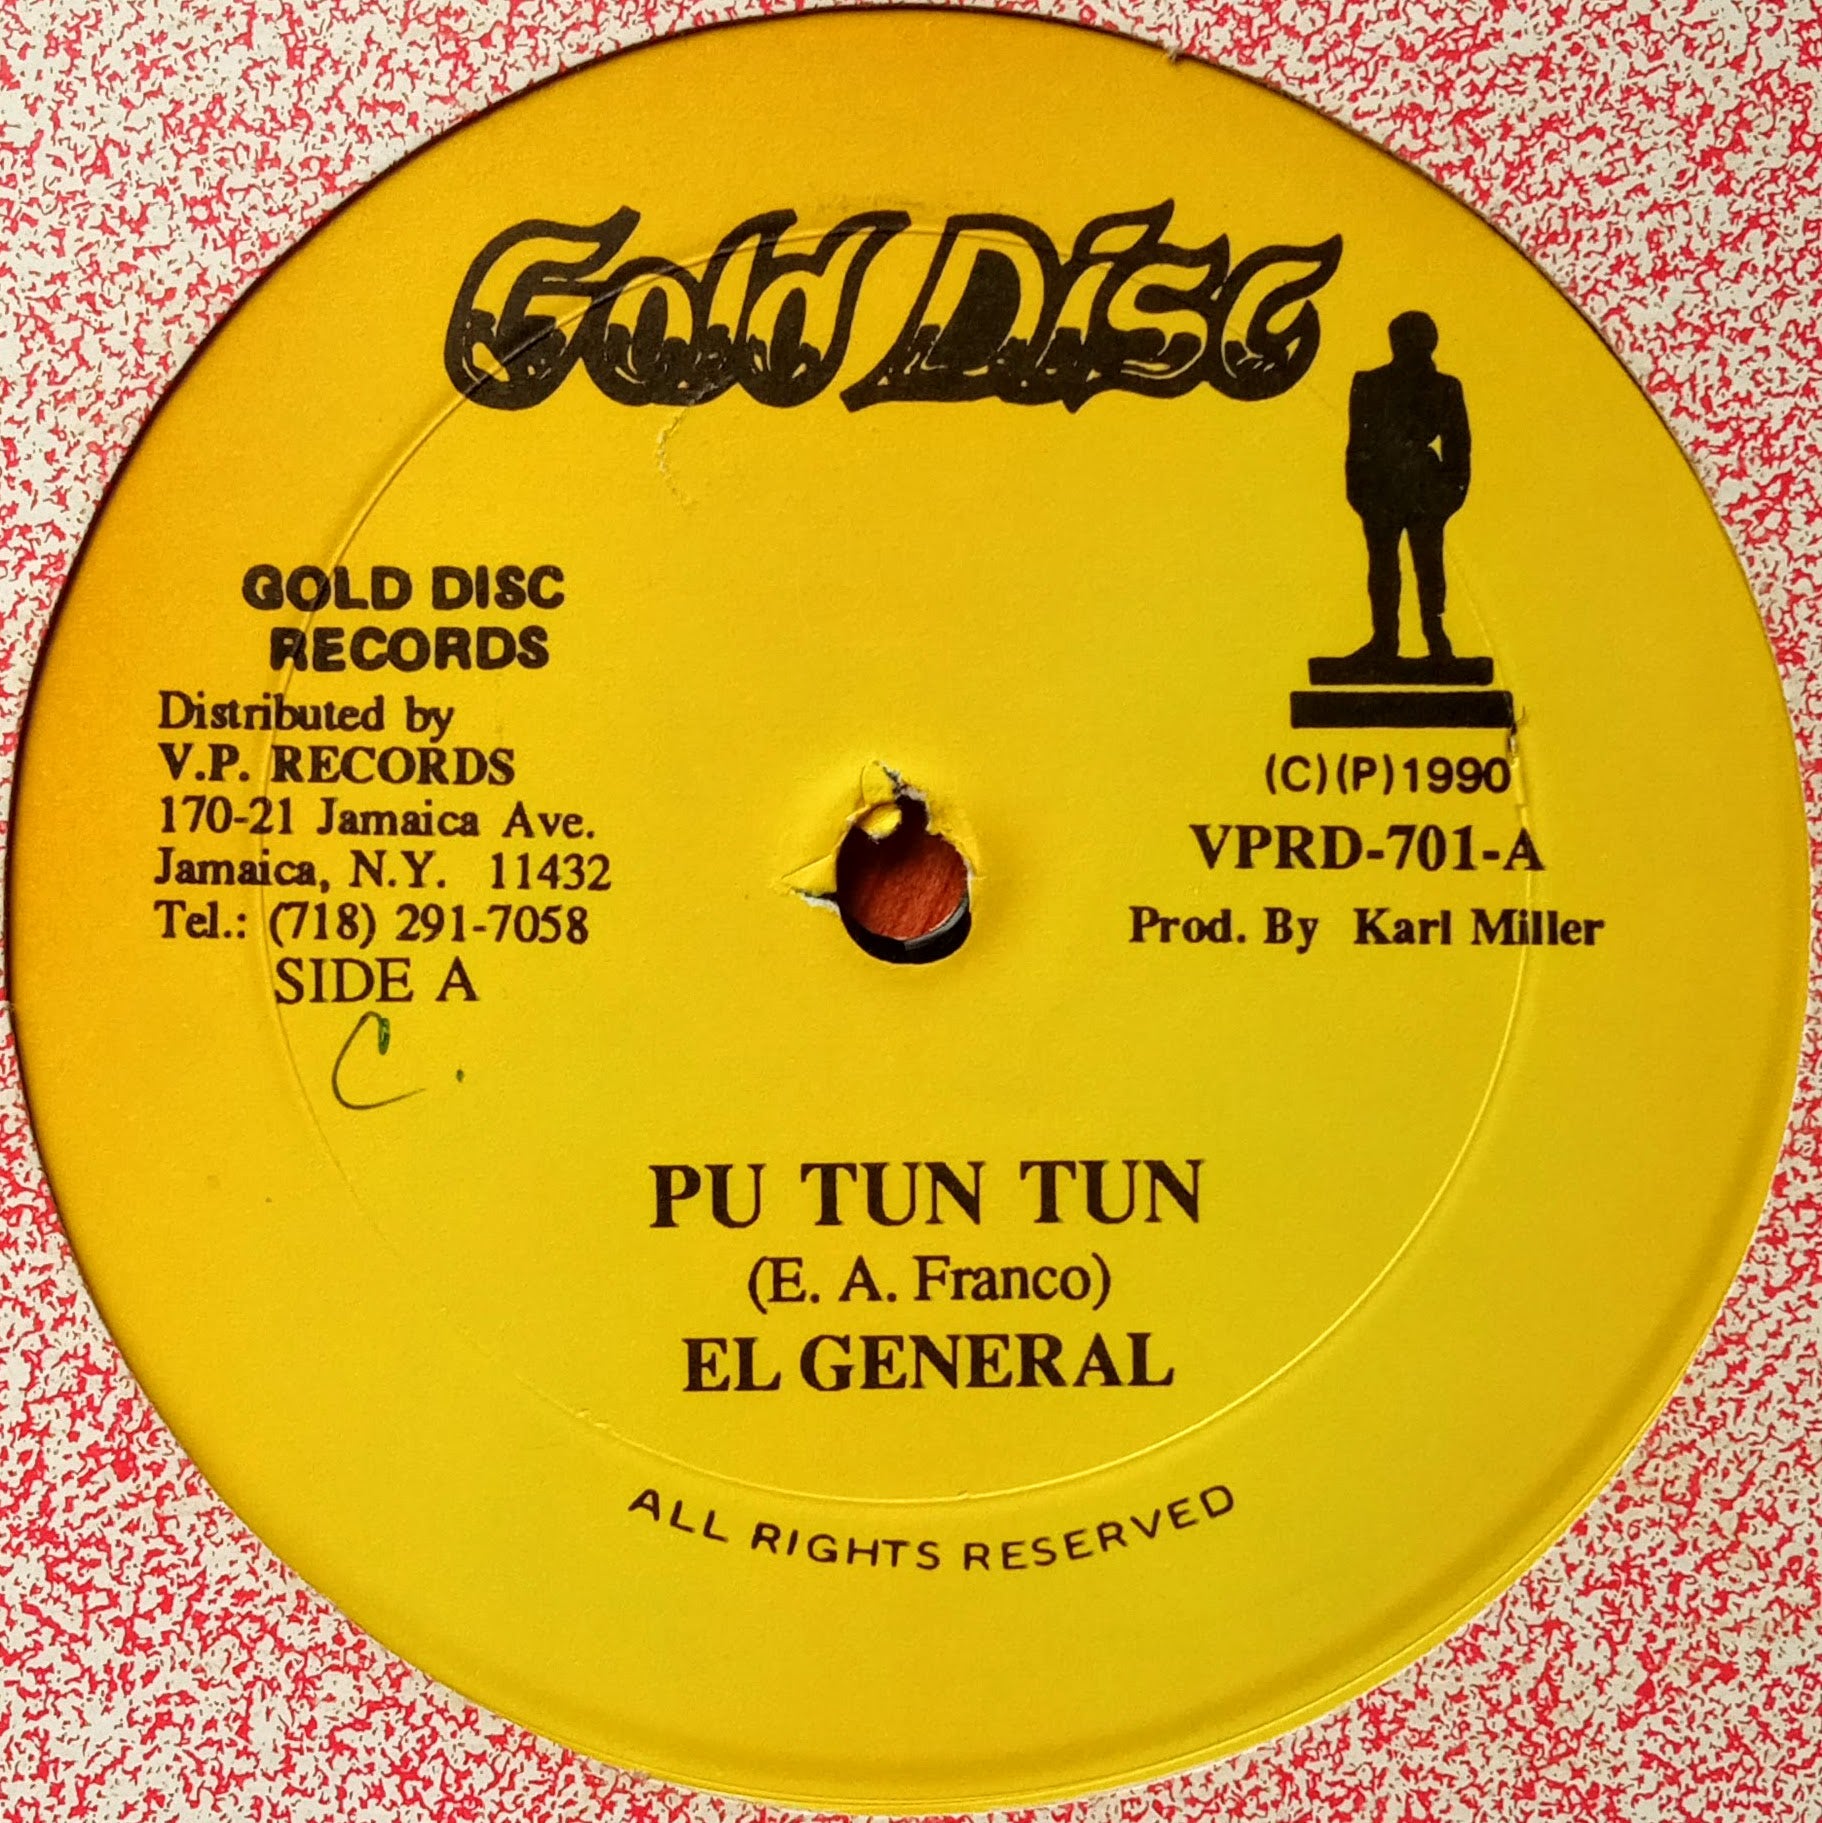 Gold Disc
GOLD DISC
RECORDS
Distributed by
V.P. RECORDS
170-21 Jamaica Ave.
Jamaica, N.Y. 11432
Tel.: (718) 291-7058
SIDE A
C.
(C)(P)1990
VPRD-701-A
Prod. By Karl Miller
PU TUN TUN
(E. A. Franco)
EL GENERAL
ALL RIGHTS RESERVED